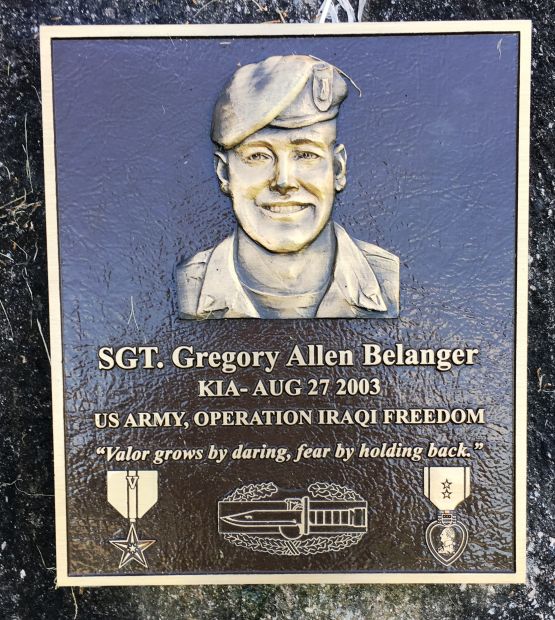 SGT. Gregory Allen Belanger
KIA- AUG 27 2003
US ARMY, OPERATION IRAQI FREEDOM
“Valor grows by daring, fear by holding back.”
V